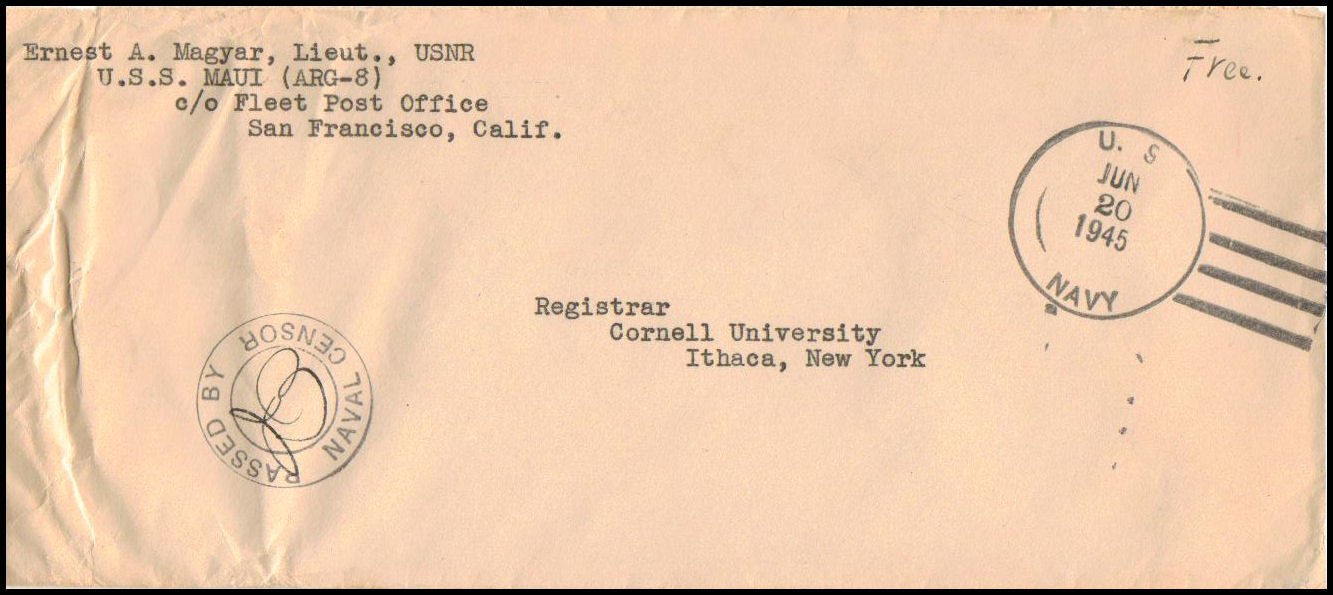 Ernest A. Magyar, Lieut., USNR
U.S.S. MAUI (ARG-8)
c/o Fleet Post Office
San Francisco, Calif.
Free.
U. S
JUN
20
1945
NAVY
Registrar
Cornell University
Ithaca, New York
PASSED BY NAVAL CENSOR